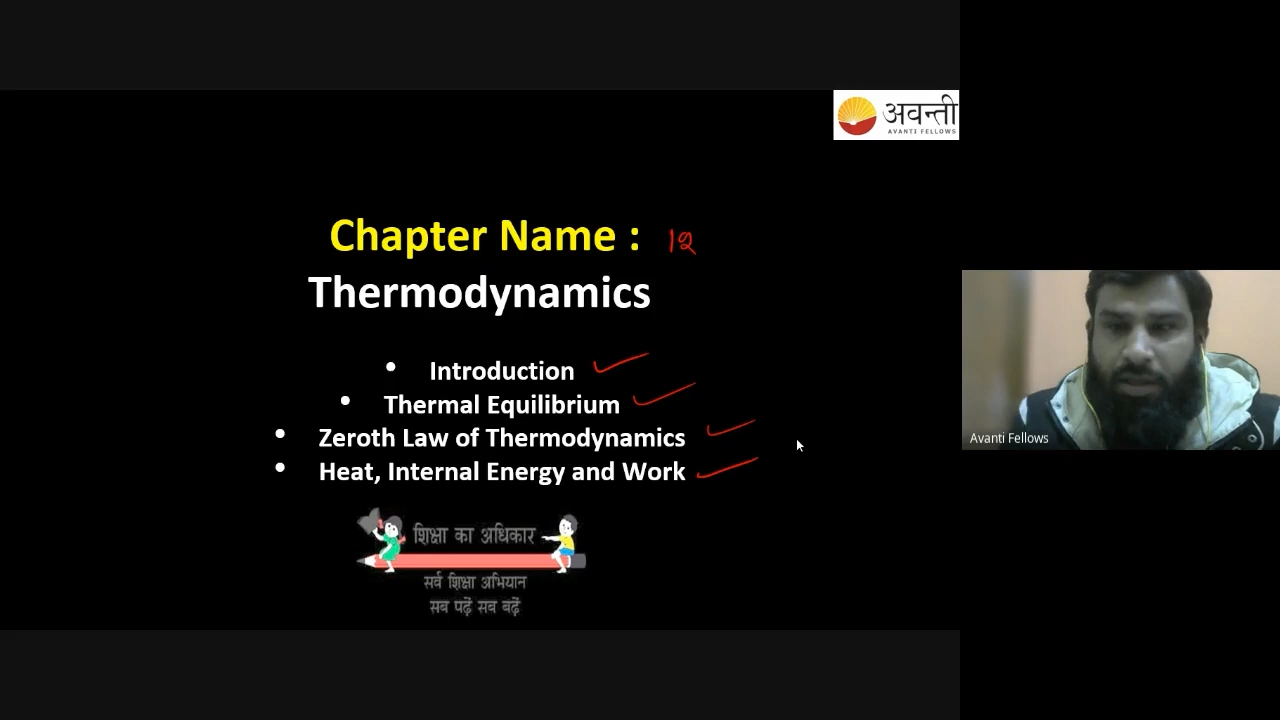 अवन्ती
AVANTI FELLOWS
Chapter Name : 12
Thermodynamics
• Introduction
• Thermal Equilibrium
• Zeroth Law of Thermodynamics
• Heat, Internal Energy and Work
शिक्षा का अधिकार
सर्व शिक्षा अभियान
सब पढ़ें सब बढ़ें
Avanti Fellows